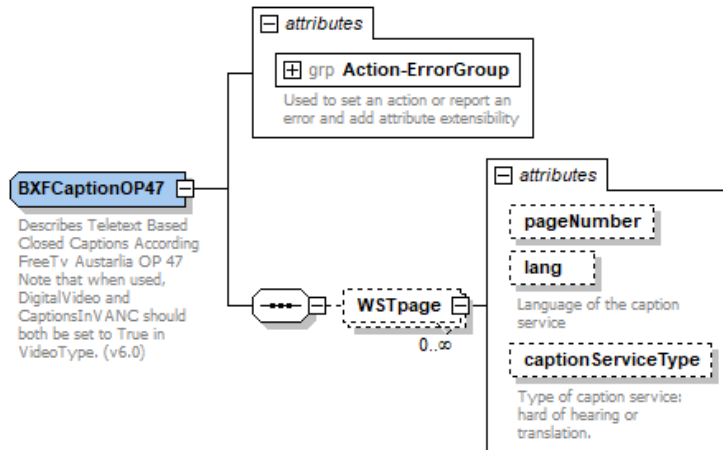 attributes
grp Action-ErrorGroup
Used to set an action or report an
error and add attribute extensibility
BXFCaptionOP47
Describes Teletext Based
Closed Captions According
FreeTv Austarlia OP 47
Note that when used,
DigitalVideo and
CaptionsInVANC should
both be set to True in
VideoType. (v6.0)
WSTpage
0..∞
attributes
pageNumber
lang
Language of the caption
service
captionServiceType
Type of caption service:
hard of hearing or
translation.